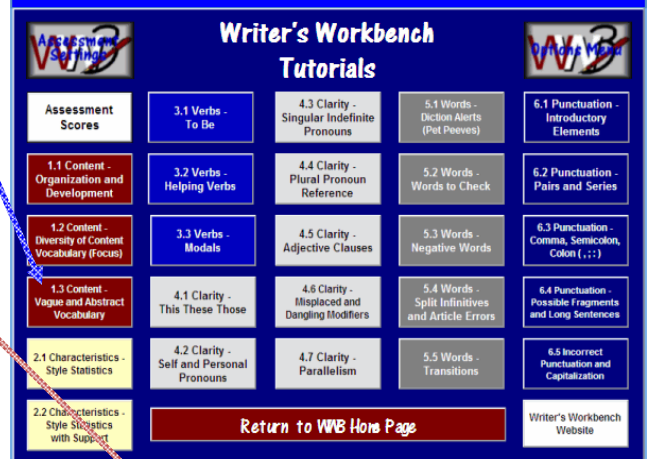 Assessment
Settings
Writer's Workbench
Tutorials
Options Menu
Assessment
Scores
1.1 Content -
Organization and
Development
1.2 Content -
Diversity of Content
Vocabulary (Focus)
1.3 Content -
Vague and Abstract
Vocabulary
2.1 Characteristics -
Style Statistics
2.2 Characteristics -
Style Statistics
with Support
3.1 Verbs -
To Be
3.2 Verbs -
Helping Verbs
3.3 Verbs -
Modals
4.1 Clarity -
This These Those
4.2 Clarity -
Self and Personal
Pronouns
4.3 Clarity -
Singular Indefinite
Pronouns
4.4 Clarity -
Plural Pronoun
Reference
4.5 Clarity -
Adjective Clauses
4.6 Clarity -
Misplaced and
Dangling Modifiers
4.7 Clarity -
Parallelism
5.1 Words -
Diction Alerts
(Pet Peeves)
5.2 Words -
Words to Check
5.3 Words -
Negative Words
5.4 Words -
Split Infinitives
and Article Errors
5.5 Words -
Transitions
6.1 Punctuation -
Introductory
Elements
6.2 Punctuation -
Pairs and Series
6.3 Punctuation -
Comma, Semicolon,
Colon ( , ; : )
6.4 Punctuation -
Possible Fragments
and Long Sentences
6.5 Incorrect
Punctuation and
Capitalization
Return to WWB Home Page
Writer's Workbench
Website